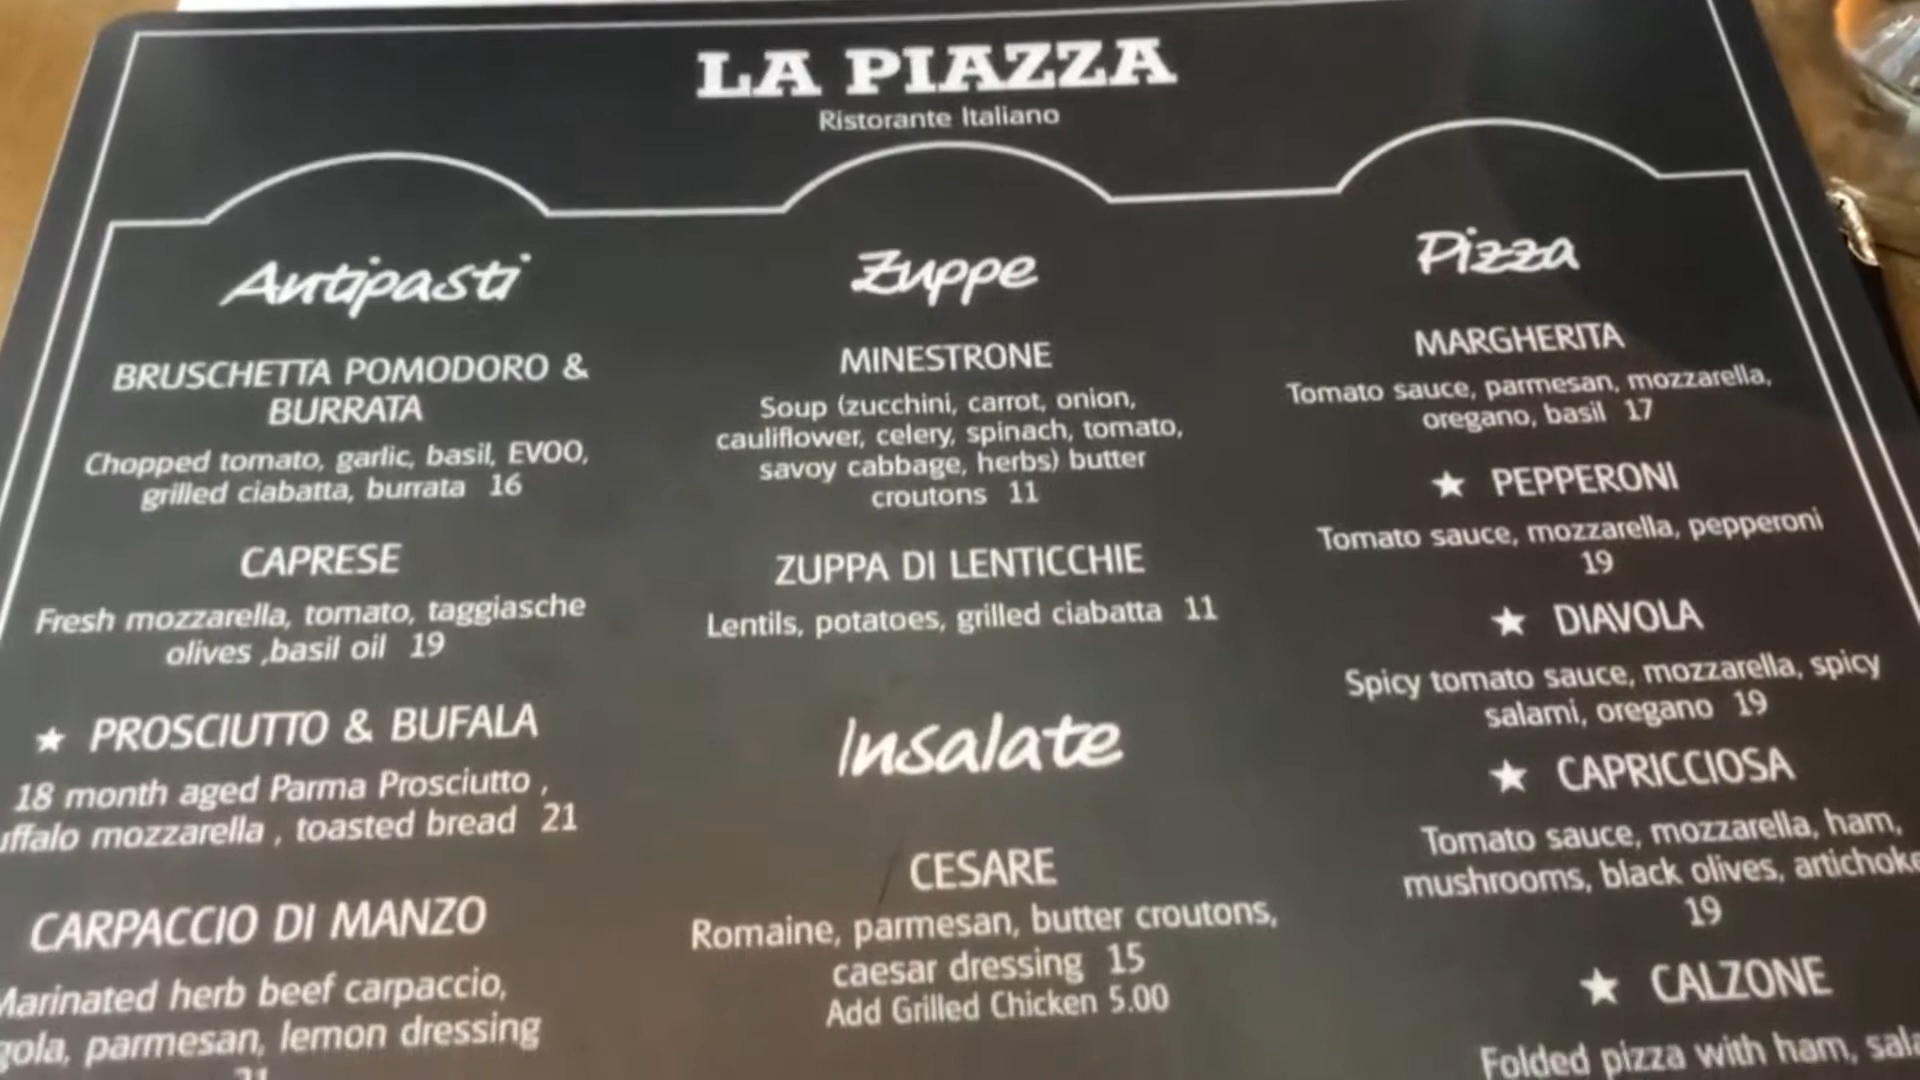 LA PIAZZA
Ristorante Italiano
Antipasti
BRUSCHETTA POMODORO &
BURRATA
Chopped tomato, garlic, basil, EVOO,
grilled ciabatta, burrata 16
CAPRESE
Fresh mozzarella, tomato, taggiasche
olives ,basil oil 19
★ PROSCIUTTO & BUFALA
18 month aged Parma Prosciutto ,
mozzarella , toasted bread 21
CARPACCIO DI MANZO
Marinated herb beef carpaccio,
parmesan, lemon dressing
Zuppe
MINESTRONE
Soup (zucchini, carrot, onion,
cauliflower, celery, spinach, tomato,
savoy cabbage, herbs) butter
croutons 11
ZUPPA DI LENTICCHIE
Lentils, potatoes, grilled ciabatta 11
Insalate
CESARE
Romaine, parmesan, butter croutons,
caesar dressing 15
Add Grilled Chicken 5.00
Pizza
MARGHERITA
Tomato sauce, parmesan, mozzarella,
oregano, basil 17
★ PEPPERONI
Tomato sauce, mozzarella, pepperoni
19
★ DIAVOLA
Spicy tomato sauce, mozzarella, spicy
salami, oregano 19
★ CAPRICCIOSA
Tomato sauce, mozzarella, ham,
mushrooms, black olives, artichoke
19
★ CALZONE
Folded pizza with ham,